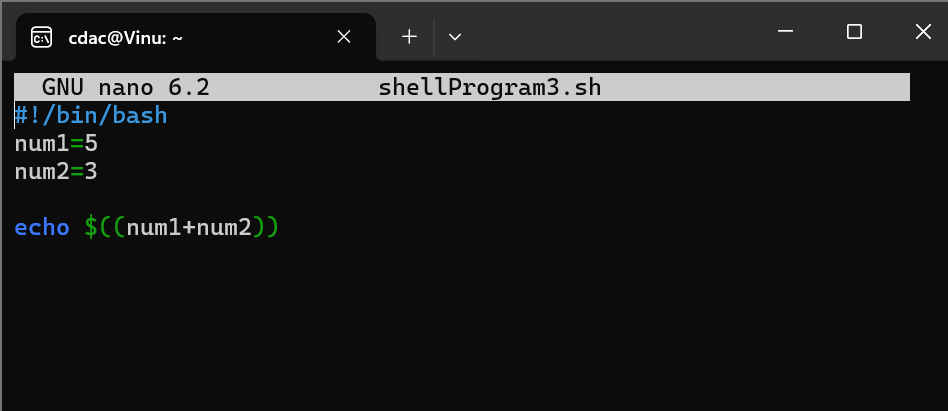 cdac@Vinu: ~
GNU nano 6.2 shellProgram3.sh
#!/bin/bash
num1=5
num2=3
echo $((num1+num2))